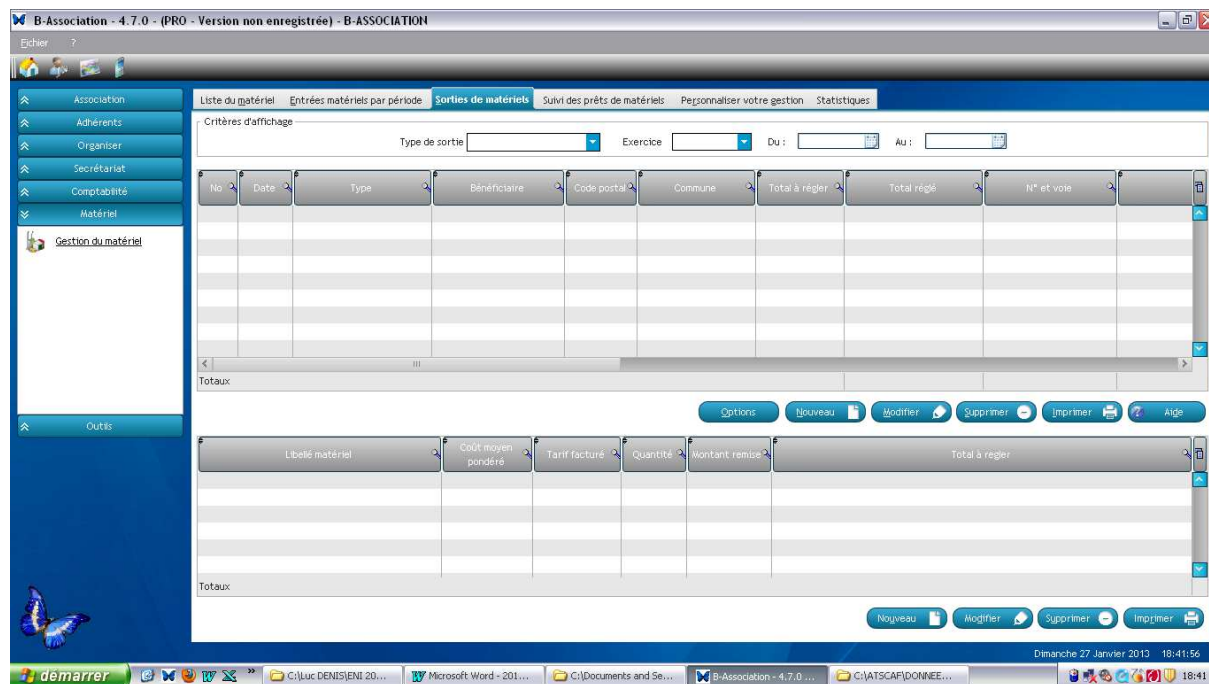 B-Association - 4.7.0 - (PRO - Version non enregistrée) - B-ASSOCIATION
Fichier ?
Association
Adhérents
Organiser
Secrétariat
Comptabilité
Matériel
Gestion du matériel
Outils
Liste du matériel Entrées matériels par période Sorties de matériels Suivi des prêts de matériels Personnaliser votre gestion Statistiques
Critères d'affichage
Type de sortie Exercice Du : Au :
No Date Type Bénéficiaire Code postal Commune Total à régler Total réglé N° et voie
Totaux
Options Nouveau Modifier Supprimer Imprimer Aide
Libellé matériel Coût moyen pondéré Tarif facturé Quantité Montant remise Total à regler
Totaux
Nouveau Modifier Supprimer Imprimer
Dimanche 27 Janvier 2013 18:41:56
démarrer » C:\Luc DENIS\ENI 20... Microsoft Word - 201... C:\Documents and Se... B-Association - 4.7.0 ... C:\ATSCAF\DONNEE... 18:41